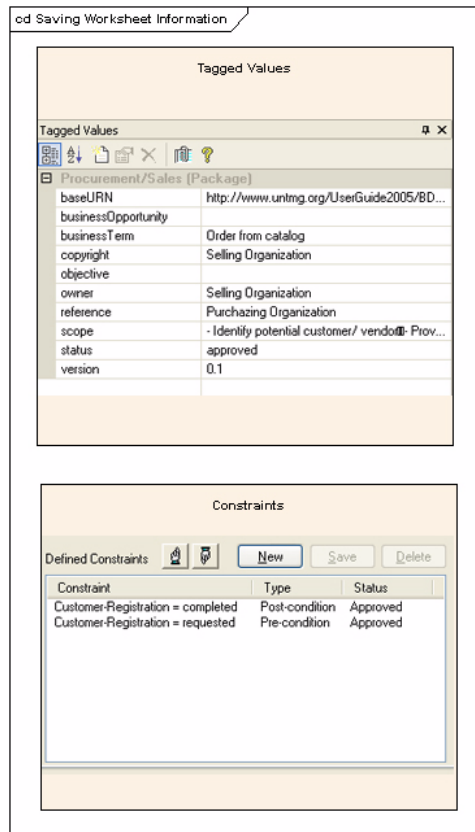 cd Saving Worksheet Information
Tagged Values
Tagged Values
Procurement/Sales (Package)
baseURN http://www.untmg.org/UserGuide2005/BD...
businessOpportunity
businessTerm Order from catalog
copyright Selling Organization
objective
owner Selling Organization
reference Purchazing Organization
scope - Identify potential customer/ vendor - Prov...
status approved
version 0.1
Constraints
Defined Constraints New Save Delete
Constraint Type Status
Customer-Registration = completed Post-condition Approved
Customer-Registration = requested Pre-condition Approved